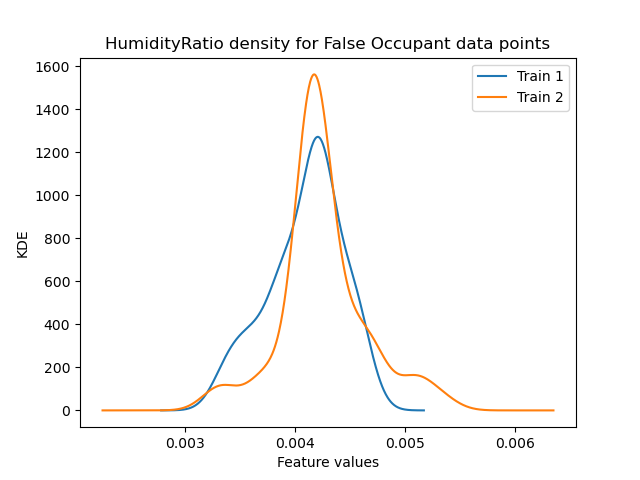 HumidityRatio density for False Occupant data points
Train 1
Train 2
KDE
1600
1400
1200
1000
800
600
400
200
0
0.003 0.004 0.005 0.006
Feature values